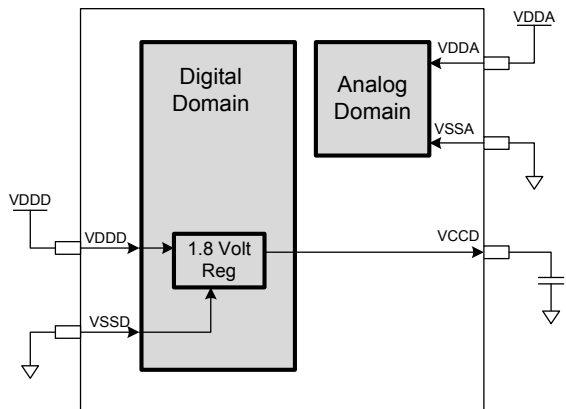 VDDA
VDDA
Digital
Domain
Analog
Domain
VSSA
VDDD
VDDD
1.8 Volt
Reg
VCCD
VSSD